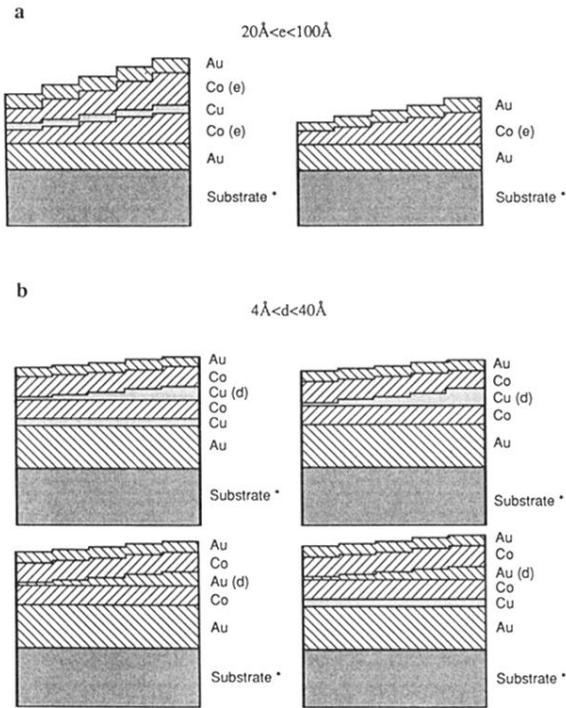 a
20Å<e<100Å
Au
Co (e)
Cu
Co (e)
Au
Substrate *
Au
Co (e)
Au
Substrate *
b
4Å<d<40Å
Au
Co
Cu (d)
Co
Cu
Au
Substrate *
Au
Co
Cu (d)
Co
Au
Substrate *
Au
Co
Au (d)
Co
Au
Substrate *
Au
Co
Au (d)
Co
Cu
Au
Substrate *